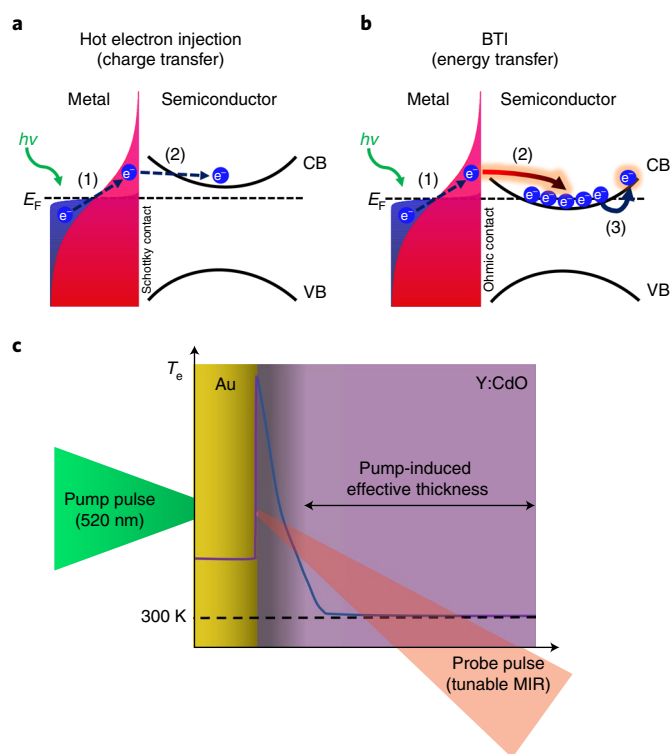 a
Hot electron injection
(charge transfer)
Metal Semiconductor
hv
(1)
(2)
e–
e–
e–
CB
EF
Schottky contact
VB
b
BTI
(energy transfer)
Metal Semiconductor
hv
(1)
(2)
(3)
e–
e–
e– e– e– e– e–
e–
CB
EF
Ohmic contact
VB
c
Te
Au
Y:CdO
Pump pulse
(520 nm)
Pump-induced
effective thickness
300 K
Probe pulse
(tunable MIR)